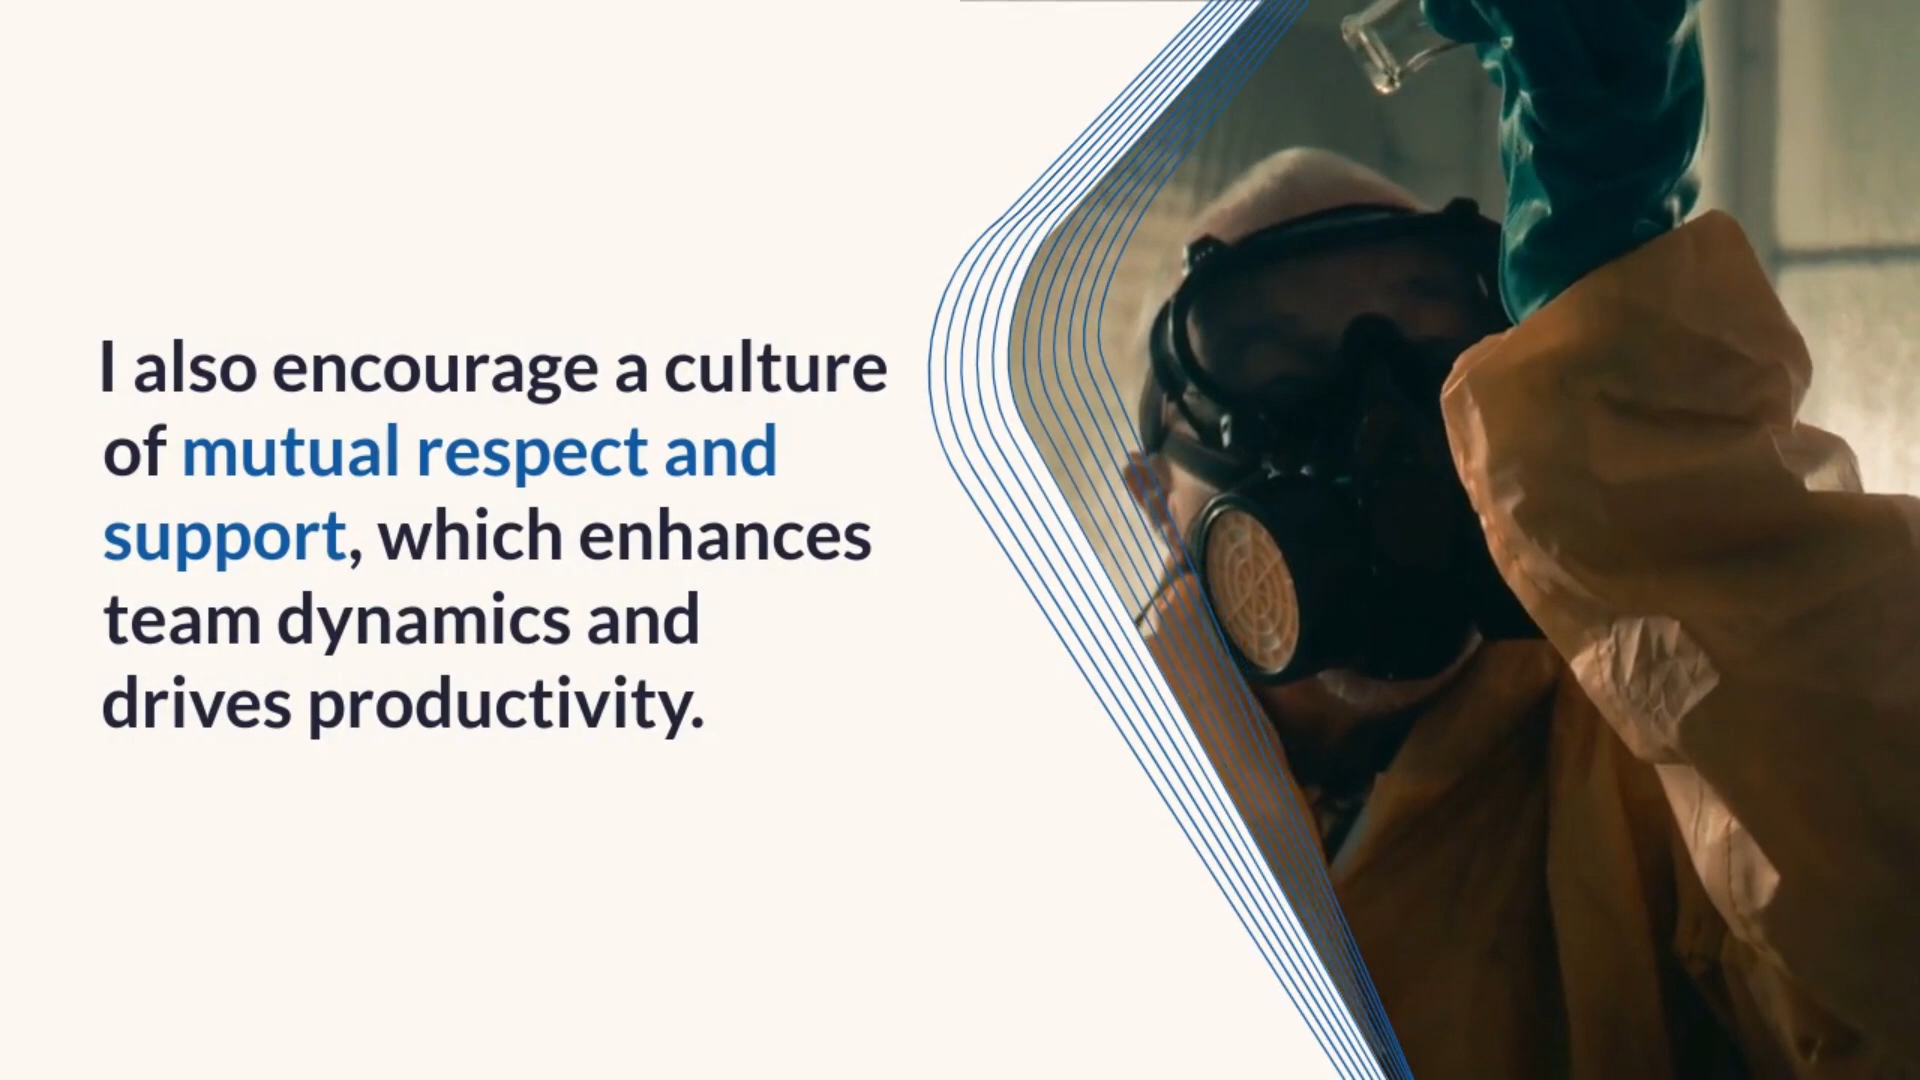 I also encourage a culture
of mutual respect and
support, which enhances
team dynamics and
drives productivity.